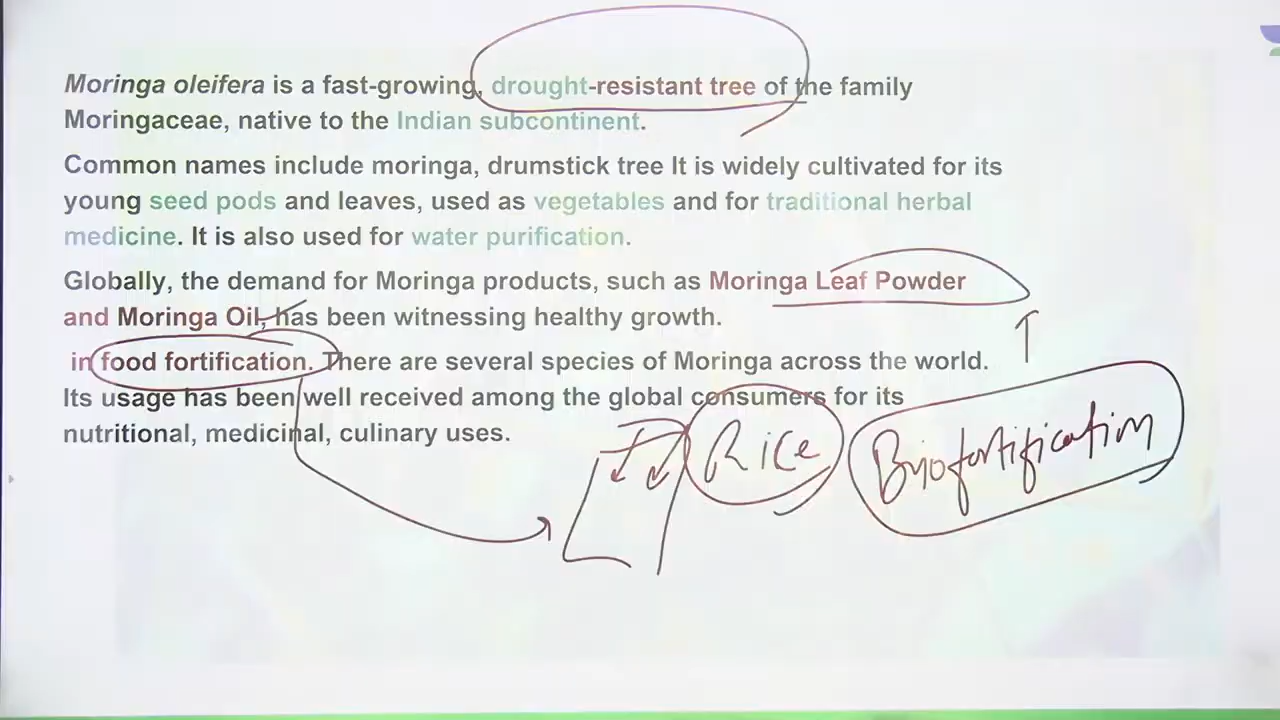 Moringa oleifera is a fast-growing, drought-resistant tree of the family
Moringaceae, native to the Indian subcontinent.
Common names include moringa, drumstick tree It is widely cultivated for its
young seed pods and leaves, used as vegetables and for traditional herbal
medicine. It is also used for water purification.
Globally, the demand for Moringa products, such as Moringa Leaf Powder
and Moringa Oil, has been witnessing healthy growth.
in food fortification. There are several species of Moringa across the world.
Its usage has been well received among the global consumers for its
nutritional, medicinal, culinary uses.
Rice
Biofortification